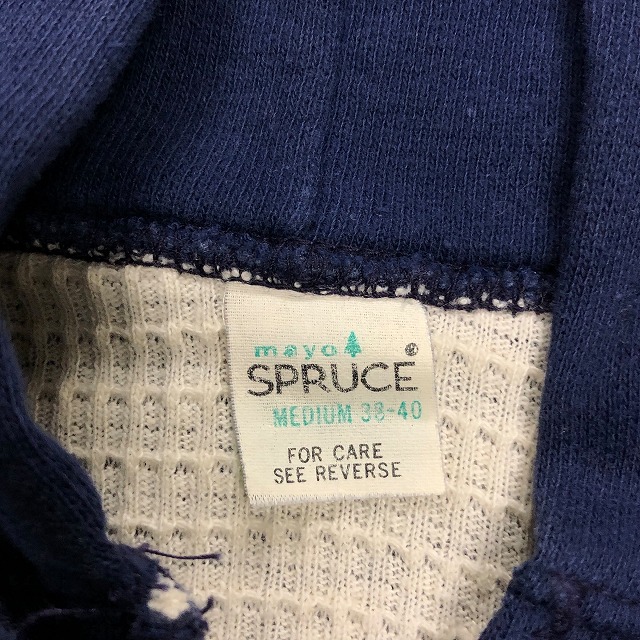 mayo
SPRUCE ®
MEDIUM 38-40
FOR CARE
SEE REVERSE